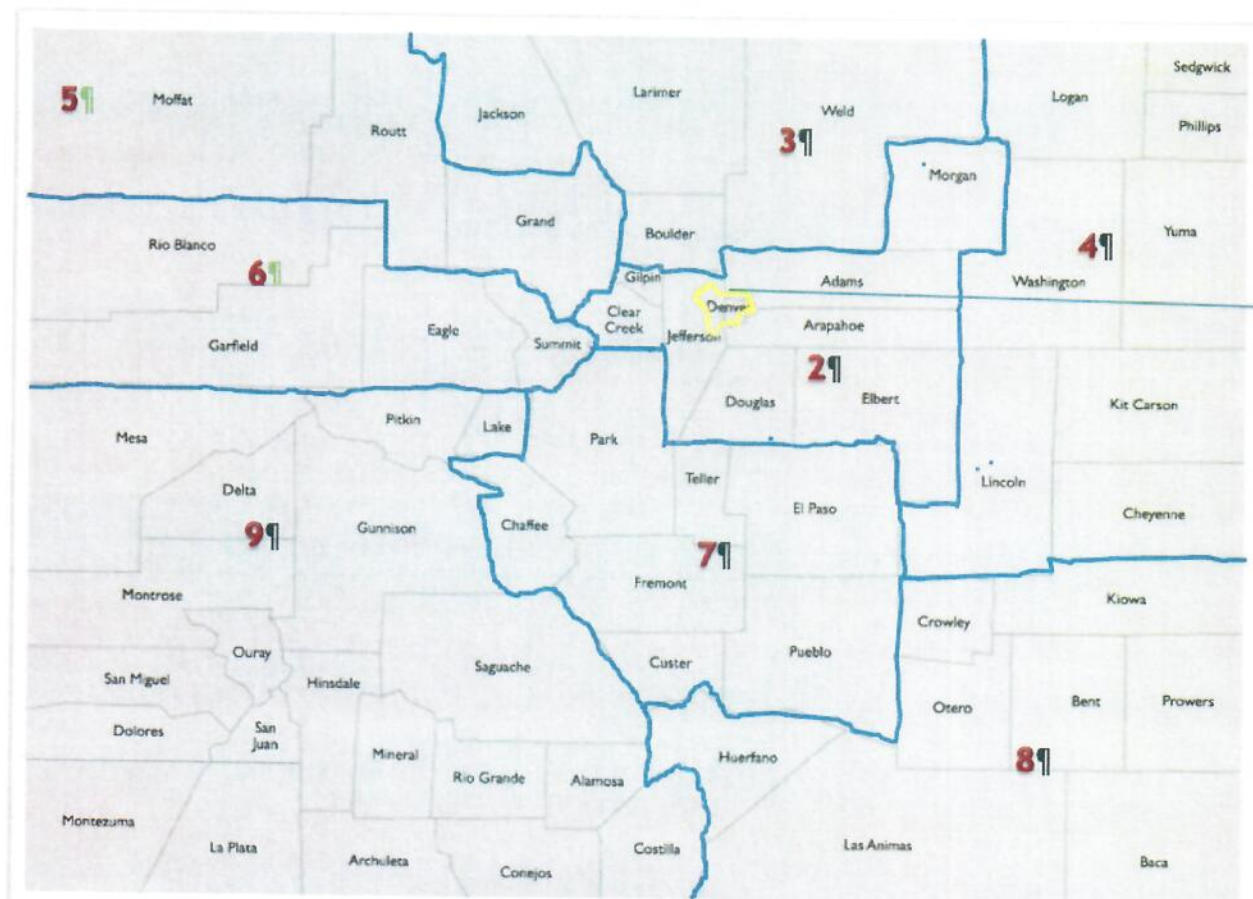 Sedgwick
Larimer
5¶
Moffat
Logan
Weld
Jackson
Phillips
Routt
3¶
Morgan
Grand
Boulder
Yuma
Rio Blanco
4¶
6¶
Gilpin
Adams
Washington
Denve
Clear
Creek
Eagle
Arapahoe
Jefferson
Garfield
Summit
2¶
Douglas
Elbert
Kit Carson
Pitkin
Lake
Mesa
Park
Teller
Lincoln
Delta
El Paso
Cheyenne
9¶
Gunnison
Chaffee
7¶
Fremont
Montrose
Kiowa
Crowley
Ouray
Pueblo
Custer
Saguache
San Miguel
Hinsdale
Bent
Prowers
Otero
Dolores
San
Juan
Mineral
Huerfano
8¶
Rio Grande
Alamosa
Montezuma
La Plata
Costilla
Las Animas
Archuleta
Baca
Conejos